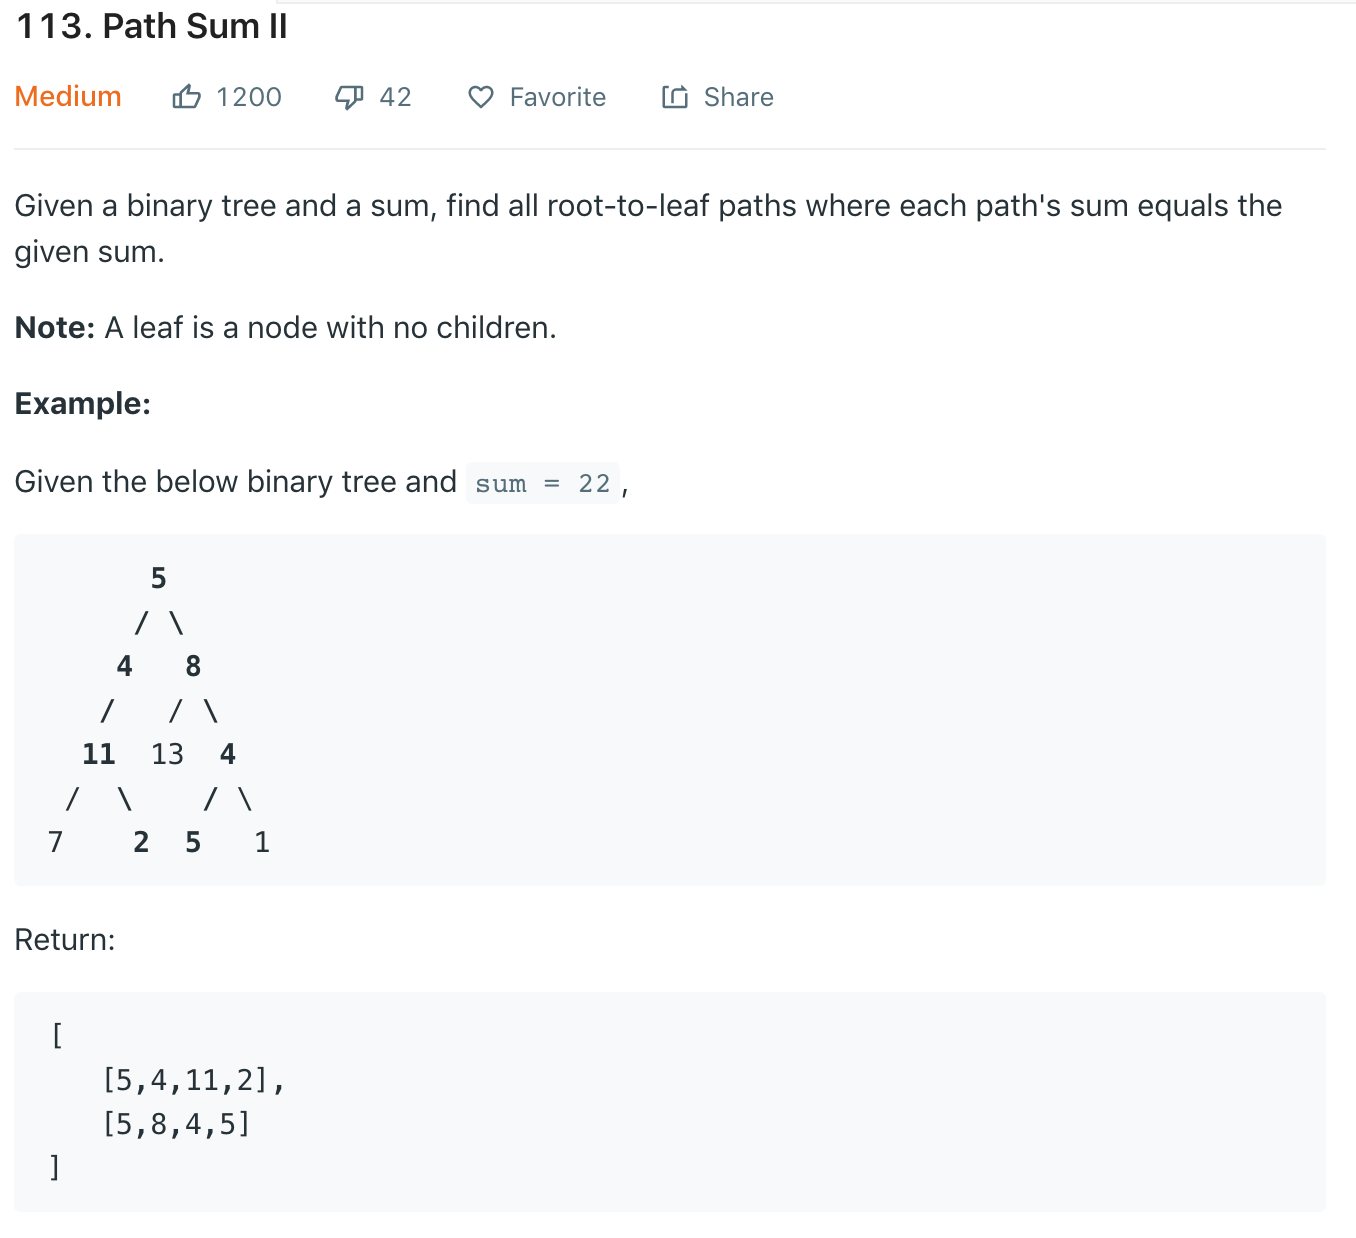 113. Path Sum II
Medium 1200 42 Favorite Share
Given a binary tree and a sum, find all root-to-leaf paths where each path's sum equals the
given sum.
Note: A leaf is a node with no children.
Example:
Given the below binary tree and sum = 22,
      5
     / \
    4   8
   /   / \
  11  13  4
 /  \    / \
7    2  5   1
Return:
[
   [5,4,11,2],
   [5,8,4,5]
]